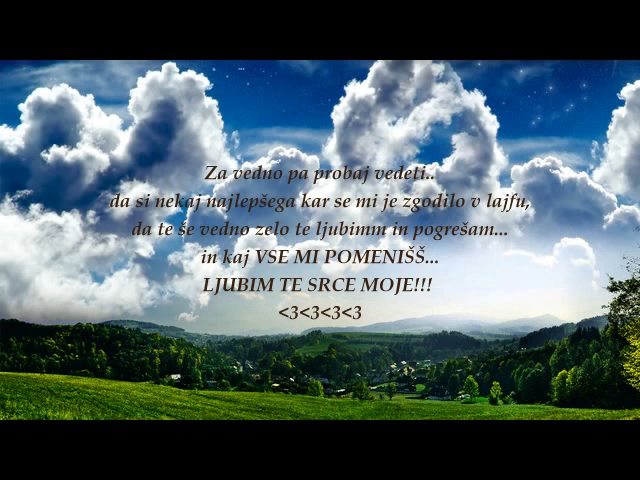 Za vedno pa probaj vedeti..
da si nekaj najlepšega kar se mi je zgodilo v lajfu,
da te še vedno zelo te ljubimm in pogrešam...
in kaj VSE MI POMENIŠŠ...
LJUBIM TE SRCE MOJE!!!
<3<3<3<3